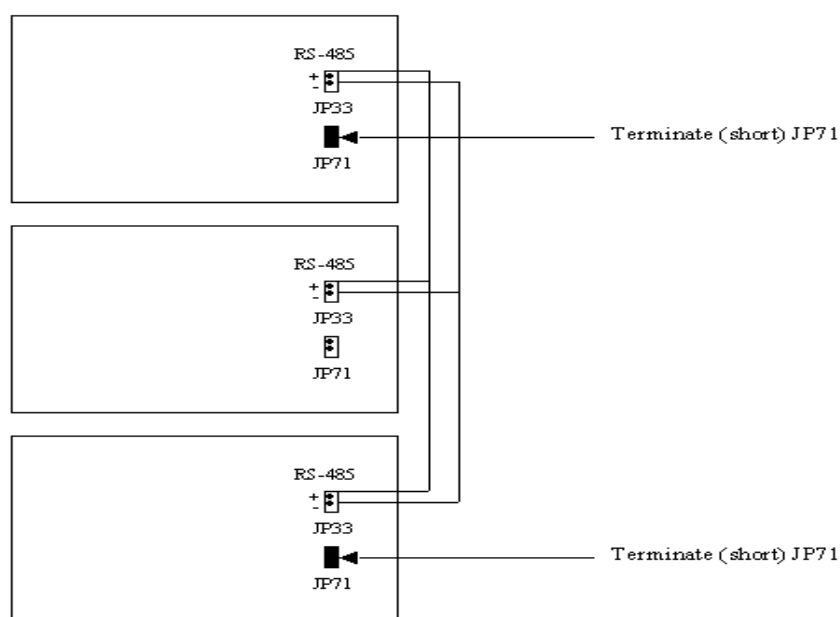 RS-485
+
-
JP33
Terminate (short) JP71
JP71
RS-485
+
-
JP33
JP71
RS-485
+
-
JP33
Terminate (short) JP71
JP71